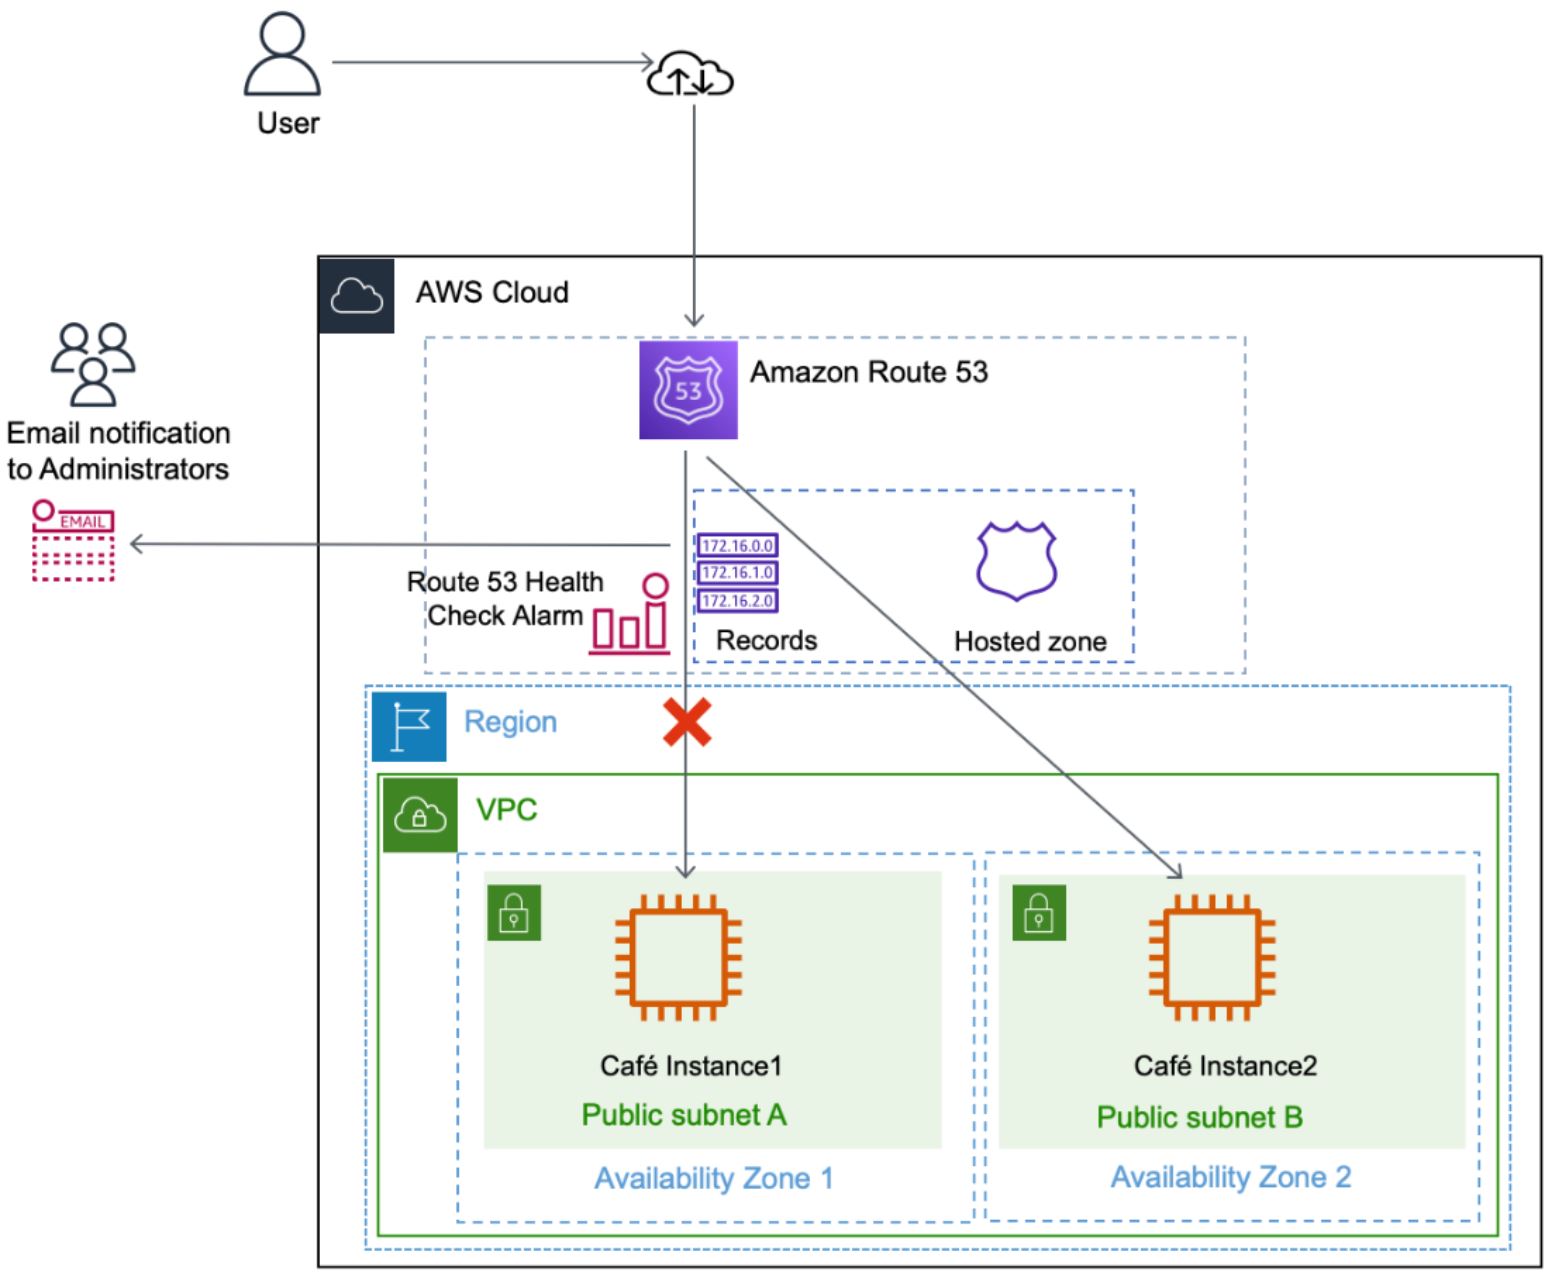 User
AWS Cloud
53
Amazon Route 53
Email notification
to Administrators
EMAIL
172.16.0.0
172.16.1.0
172.16.2.0
Route 53 Health
Check Alarm
Records
Hosted zone
Region
VPC
Café Instance1
Public subnet A
Availability Zone 1
Café Instance2
Public subnet B
Availability Zone 2